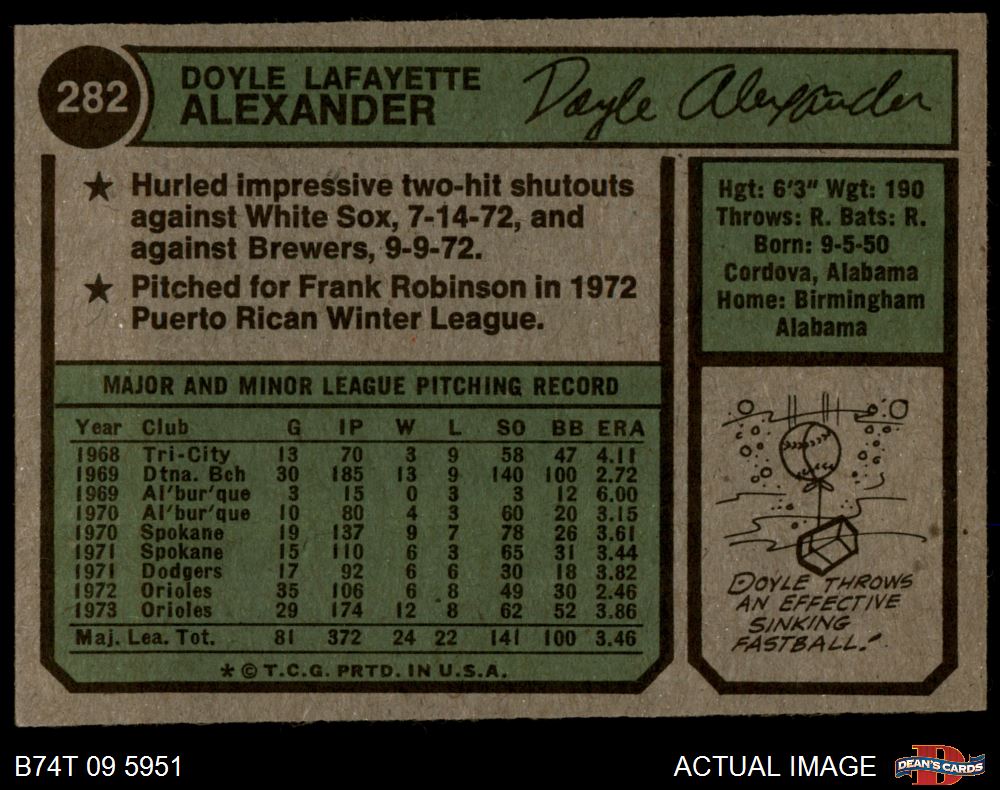 282
DOYLE LAFAYETTE
ALEXANDER
Doyle Alexander
★ Hurled impressive two-hit shutouts
against White Sox, 7-14-72, and
against Brewers, 9-9-72.
★ Pitched for Frank Robinson in 1972
Puerto Rican Winter League.
Hgt: 6'3" Wgt: 190
Throws: R. Bats: R.
Born: 9-5-50
Cordova, Alabama
Home: Birmingham
Alabama
MAJOR AND MINOR LEAGUE PITCHING RECORD
Year Club G IP W L SO BB ERA
1968 Tri-City 13 70 3 9 58 47 4.11
1969 Dtna. Bch 30 185 13 9 140 100 2.72
1969 Al'bur'que 3 15 0 3 3 12 6.00
1970 Al'bur'que 10 80 4 3 60 20 3.15
1970 Spokane 19 137 9 7 78 26 3.61
1971 Spokane 15 110 6 3 65 31 3.44
1971 Dodgers 17 92 6 6 30 18 3.82
1972 Orioles 35 106 6 8 49 30 2.46
1973 Orioles 29 174 12 8 62 52 3.86
Maj. Lea. Tot. 81 372 24 22 141 100 3.46
* © T.C.G. PRTD. IN U.S.A.
DOYLE THROWS
AN EFFECTIVE
SINKING
FASTBALL.
B74T 09 5951
ACTUAL IMAGE
DEAN'S CARDS